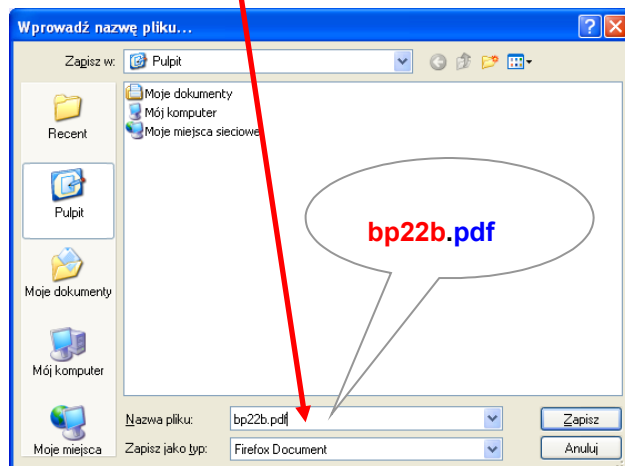 Wprowadź nazwę pliku...
Zapisz w: Pulpit
Moje dokumenty
Mój komputer
Moje miejsca sieciowe
Recent
Pulpit
Moje dokumenty
Mój komputer
Moje miejsca
bp22b.pdf
Nazwa pliku: bp22b.pdf Zapisz
Zapisz jako typ: Firefox Document Anuluj